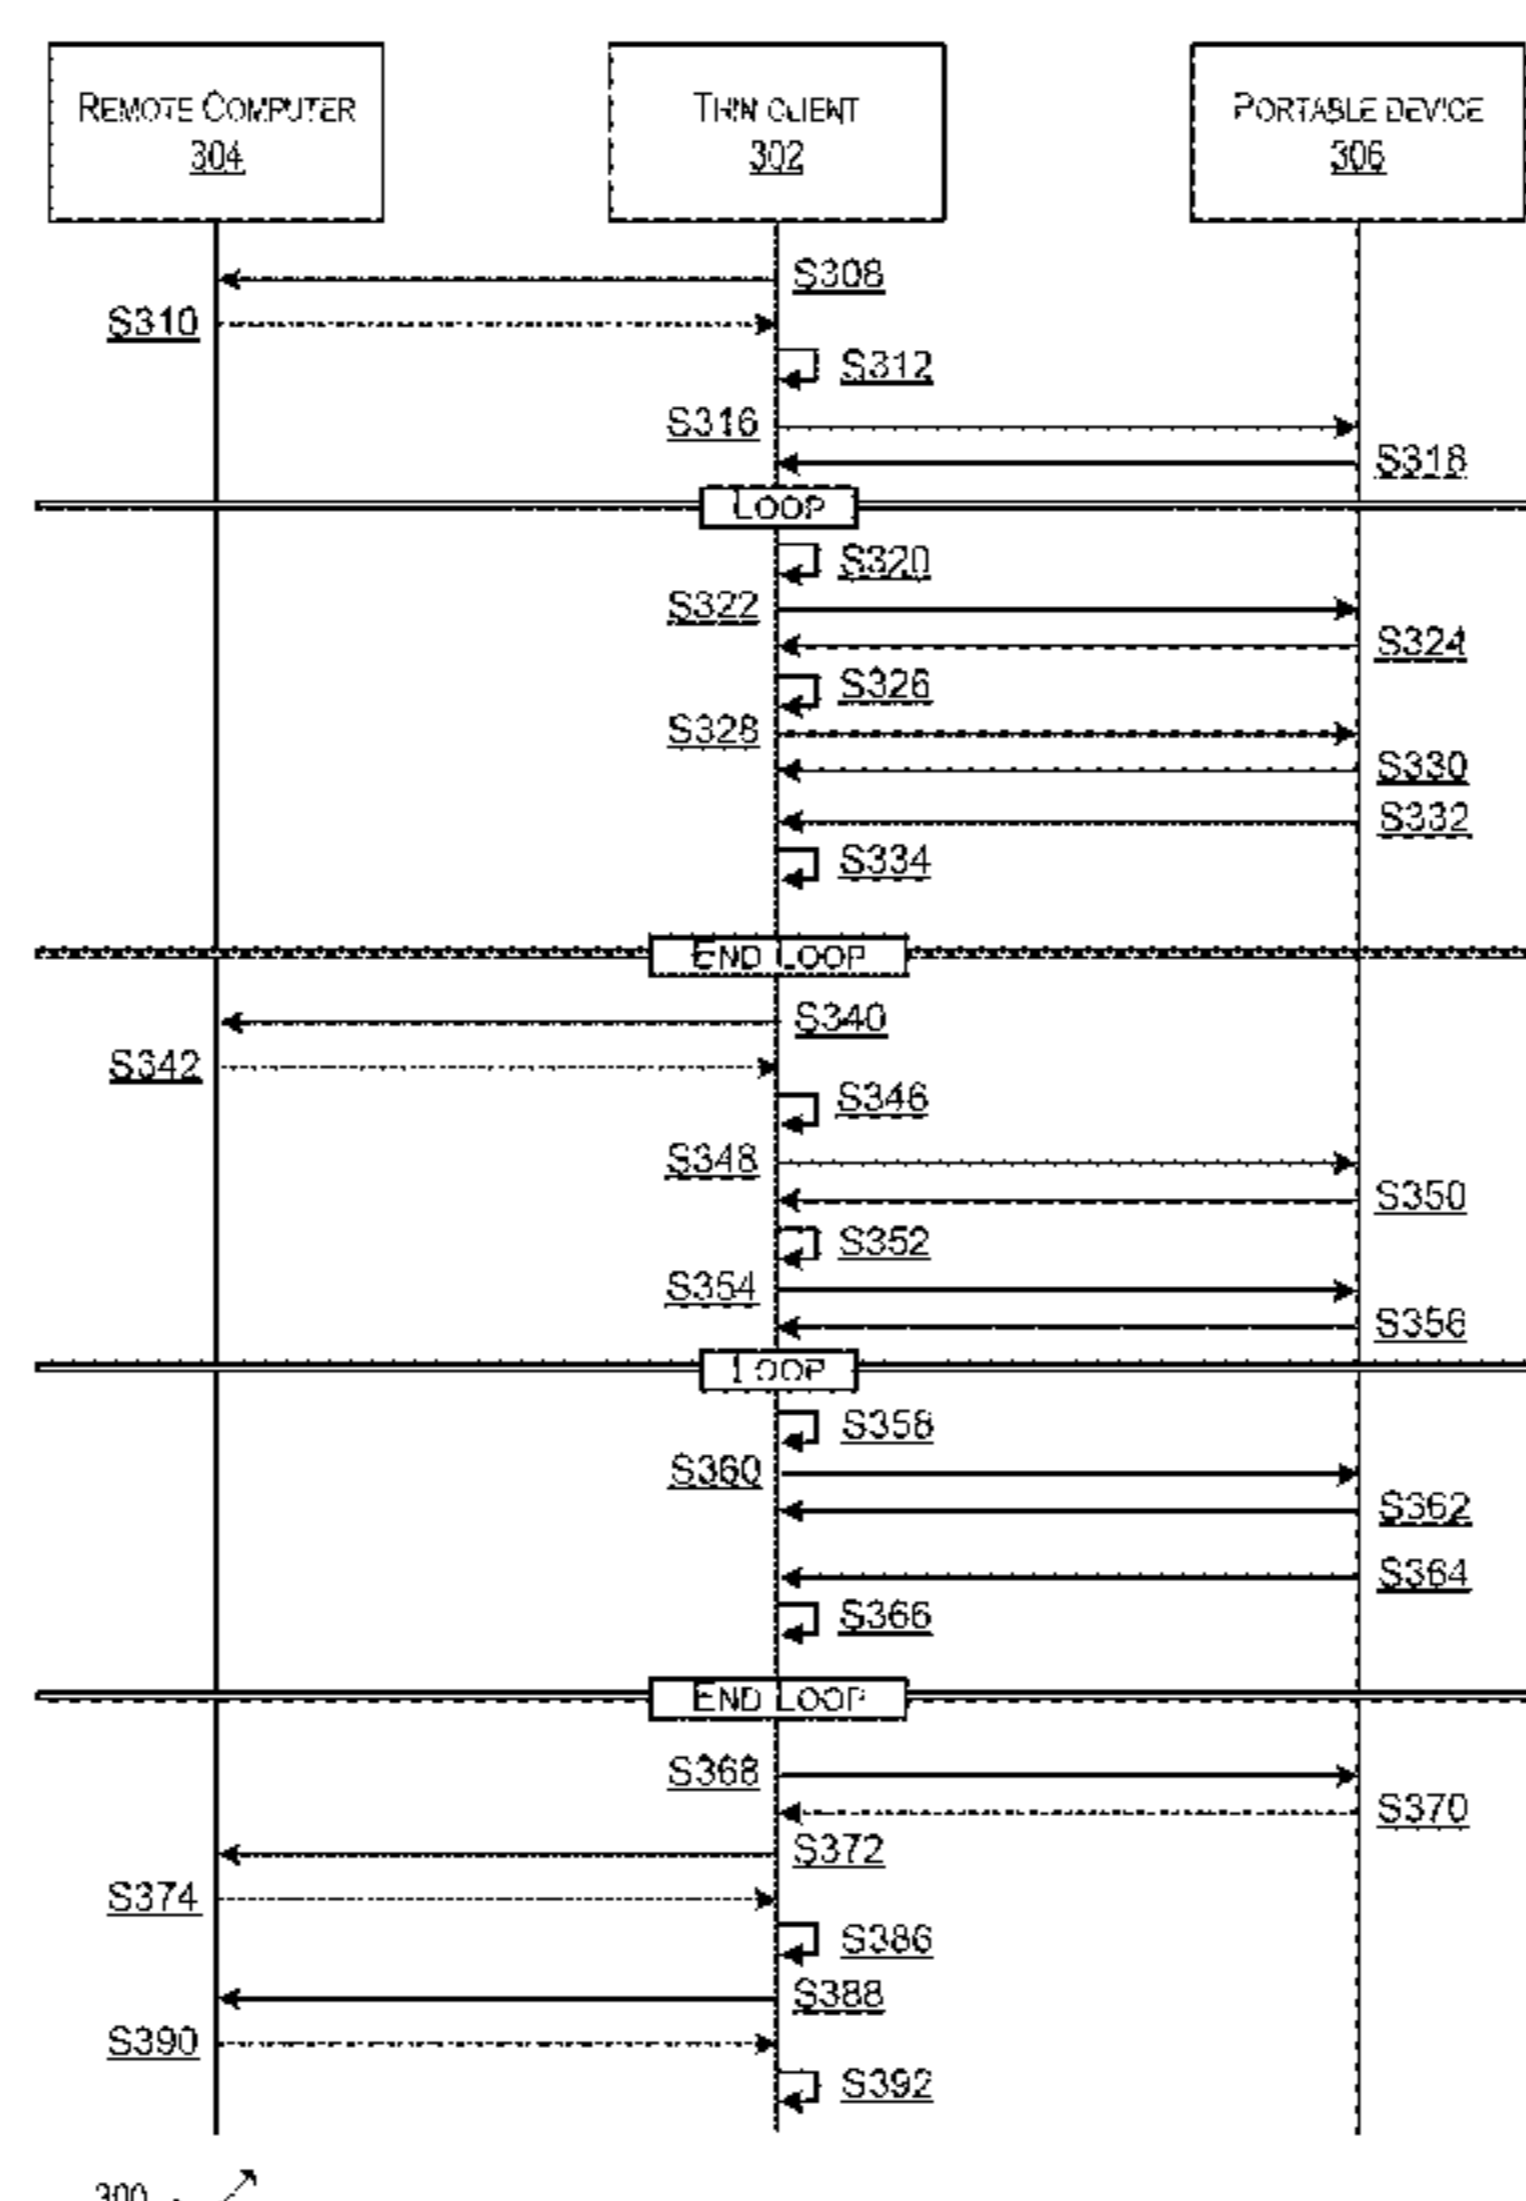 REMOTE COMPUTER
304
THIN CLIENT
302
PORTABLE DEVICE
306
S308
S310
S312
S316
S318
LOOP
S320
S322
S324
S326
S328
S330
S332
S334
END LOOP
S340
S342
S346
S348
S350
S352
S354
S356
LOOP
S358
S360
S362
S364
S366
END LOOP
S368
S370
S372
S374
S386
S388
S390
S392
300